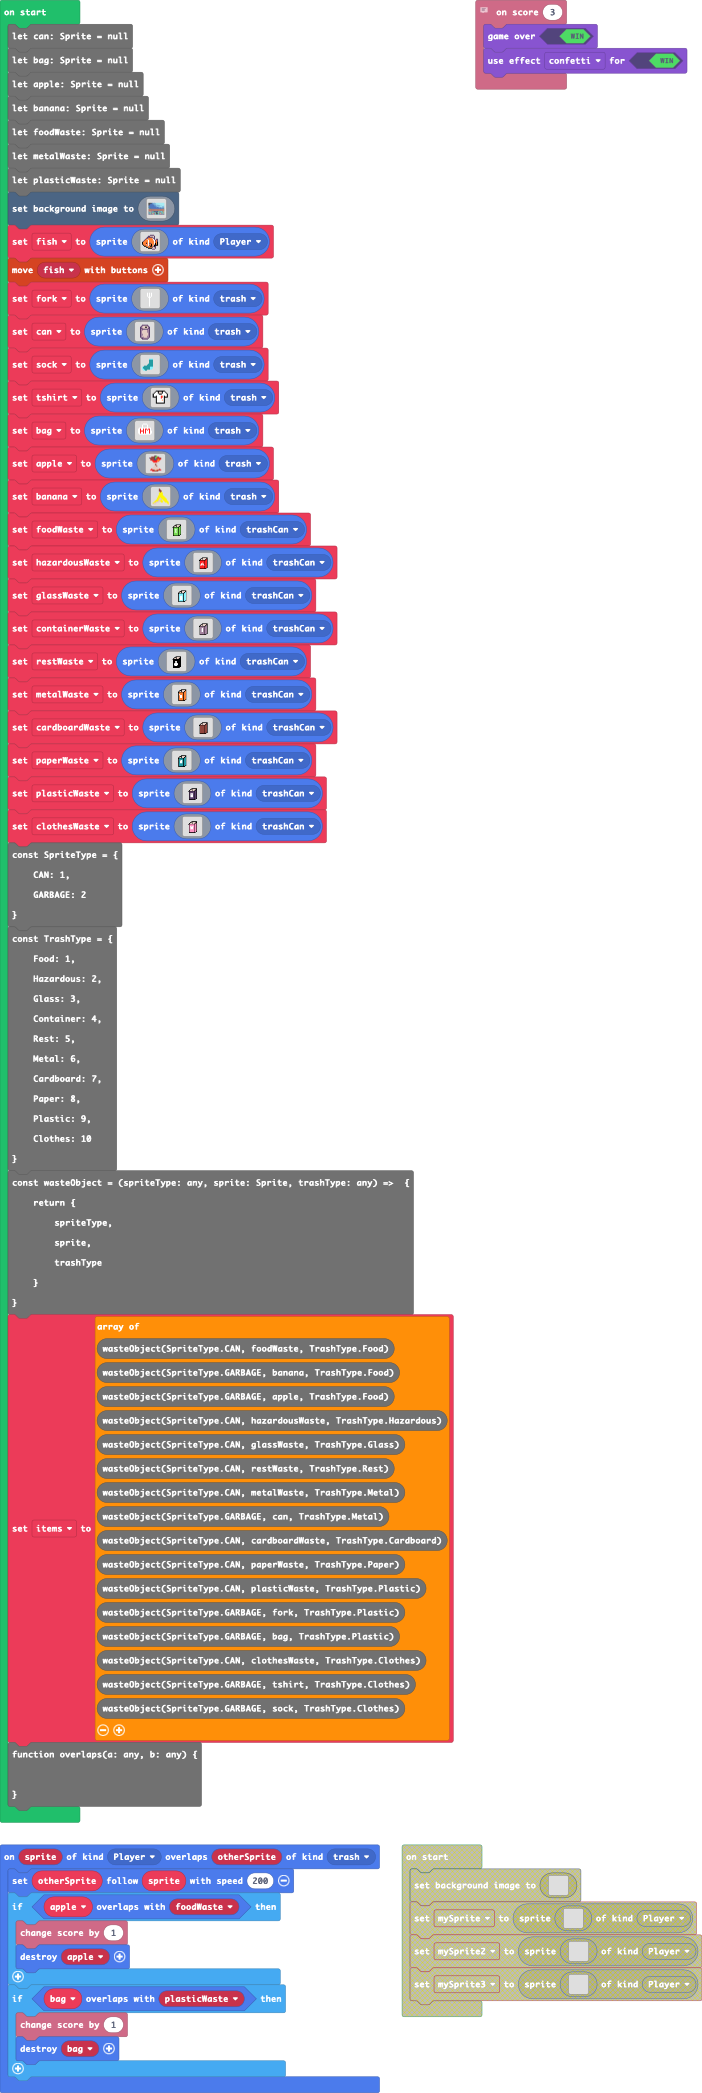 on start
let can: Sprite = null
let bag: Sprite = null
let apple: Sprite = null
let banana: Sprite = null
let foodWaste: Sprite = null
let metalWaste: Sprite = null
let plasticWaste: Sprite = null
set background image to
set fish to sprite of kind Player
move fish with buttons
set fork to sprite of kind trash
set can to sprite of kind trash
set sock to sprite of kind trash
set tshirt to sprite of kind trash
set bag to sprite HM of kind trash
set apple to sprite of kind trash
set banana to sprite of kind trash
set foodWaste to sprite of kind trashCan
set hazardousWaste to sprite of kind trashCan
set glassWaste to sprite of kind trashCan
set containerWaste to sprite of kind trashCan
set restWaste to sprite of kind trashCan
set metalWaste to sprite of kind trashCan
set cardboardWaste to sprite of kind trashCan
set paperWaste to sprite of kind trashCan
set plasticWaste to sprite of kind trashCan
set clothesWaste to sprite of kind trashCan
const SpriteType = {
CAN: 1,
GARBAGE: 2
}
const TrashType = {
Food: 1,
Hazardous: 2,
Glass: 3,
Container: 4,
Rest: 5,
Metal: 6,
Cardboard: 7,
Paper: 8,
Plastic: 9,
Clothes: 10
}
const wasteObject = (spriteType: any, sprite: Sprite, trashType: any) => {
return {
spriteType,
sprite,
trashType
}
}
set items to array of
wasteObject(SpriteType.CAN, foodWaste, TrashType.Food)
wasteObject(SpriteType.GARBAGE, banana, TrashType.Food)
wasteObject(SpriteType.GARBAGE, apple, TrashType.Food)
wasteObject(SpriteType.CAN, hazardousWaste, TrashType.Hazardous)
wasteObject(SpriteType.CAN, glassWaste, TrashType.Glass)
wasteObject(SpriteType.CAN, restWaste, TrashType.Rest)
wasteObject(SpriteType.CAN, metalWaste, TrashType.Metal)
wasteObject(SpriteType.GARBAGE, can, TrashType.Metal)
wasteObject(SpriteType.CAN, cardboardWaste, TrashType.Cardboard)
wasteObject(SpriteType.CAN, paperWaste, TrashType.Paper)
wasteObject(SpriteType.CAN, plasticWaste, TrashType.Plastic)
wasteObject(SpriteType.GARBAGE, fork, TrashType.Plastic)
wasteObject(SpriteType.GARBAGE, bag, TrashType.Plastic)
wasteObject(SpriteType.CAN, clothesWaste, TrashType.Clothes)
wasteObject(SpriteType.GARBAGE, tshirt, TrashType.Clothes)
wasteObject(SpriteType.GARBAGE, sock, TrashType.Clothes)
function overlaps(a: any, b: any) {
}
on score 3
game over WIN
use effect confetti for WIN
on sprite of kind Player overlaps otherSprite of kind trash
set otherSprite follow sprite with speed 200
if apple overlaps with foodWaste then
change score by 1
destroy apple
if bag overlaps with plasticWaste then
change score by 1
destroy bag
on start
set background image to
set mySprite to sprite of kind Player
set mySprite2 to sprite of kind Player
set mySprite3 to sprite of kind Player